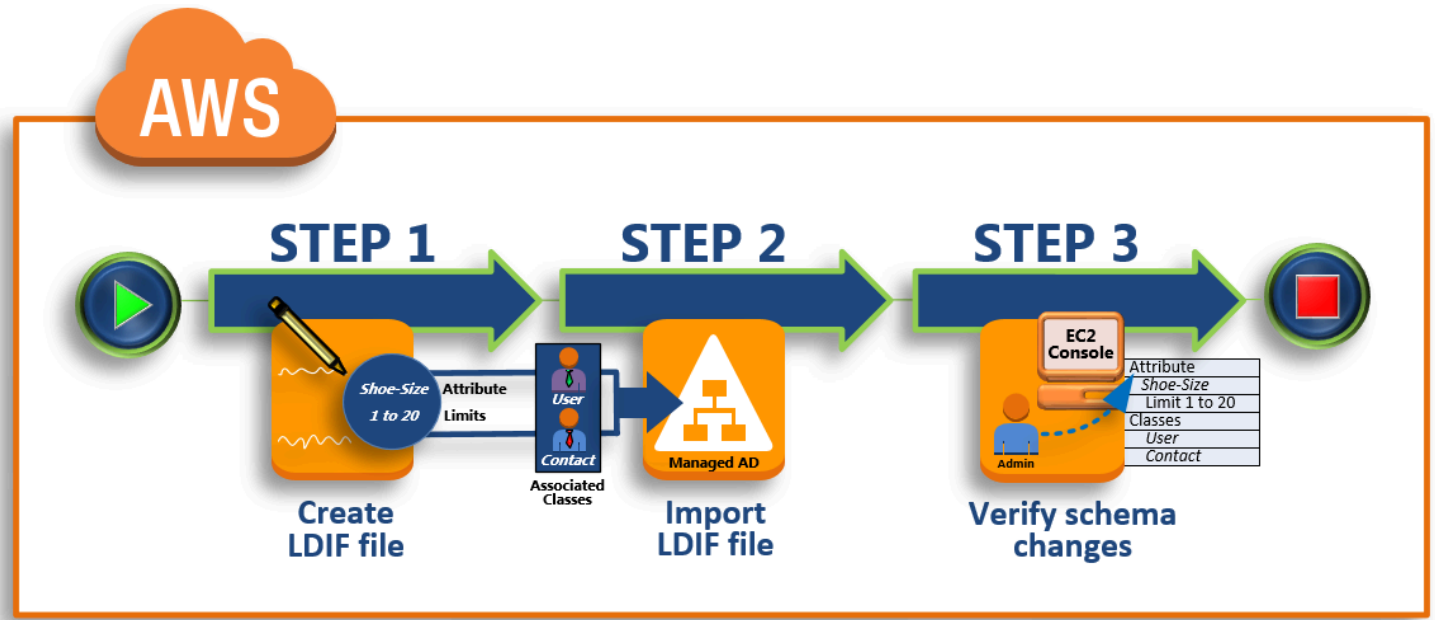 AWS
STEP 1
STEP 2
STEP 3
Shoe-Size
1 to 20
Attribute
Limits
User
Contact
Associated
Classes
Managed AD
EC2
Console
Admin
Attribute
Shoe-Size
Limit 1 to 20
Classes
User
Contact
Create
LDIF file
Import
LDIF file
Verify schema
changes